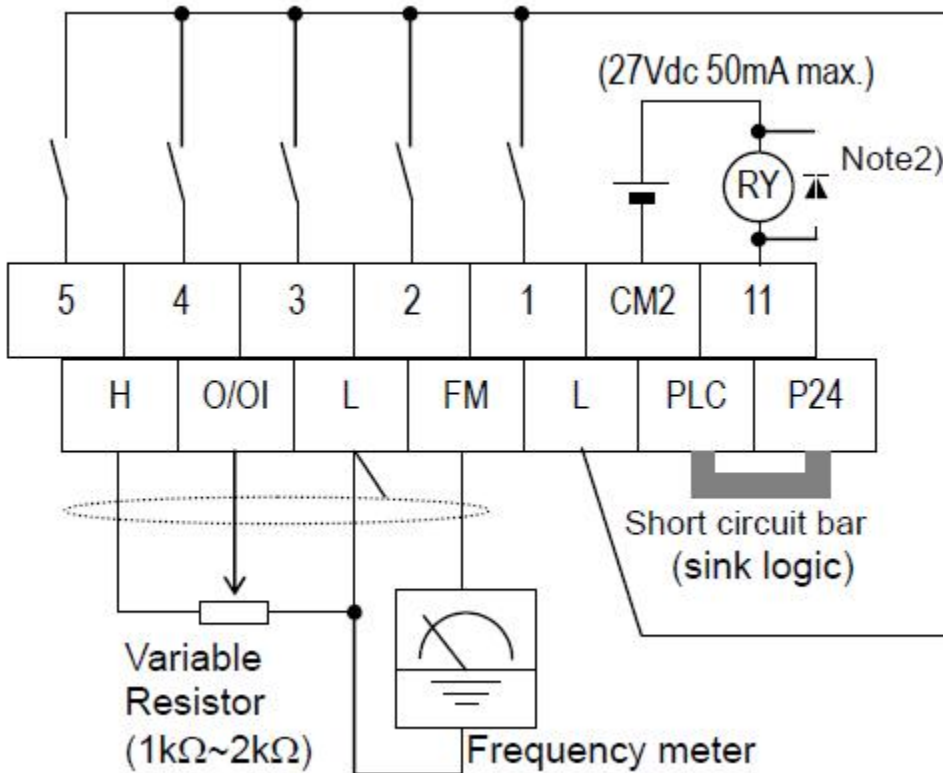 (27Vdc 50mA max.)
Note2)
RY
5 4 3 2 1 CM2 11
H O/OI L FM L PLC P24
Short circuit bar
(sink logic)
Variable
Resistor
(1kΩ~2kΩ)
Frequency meter